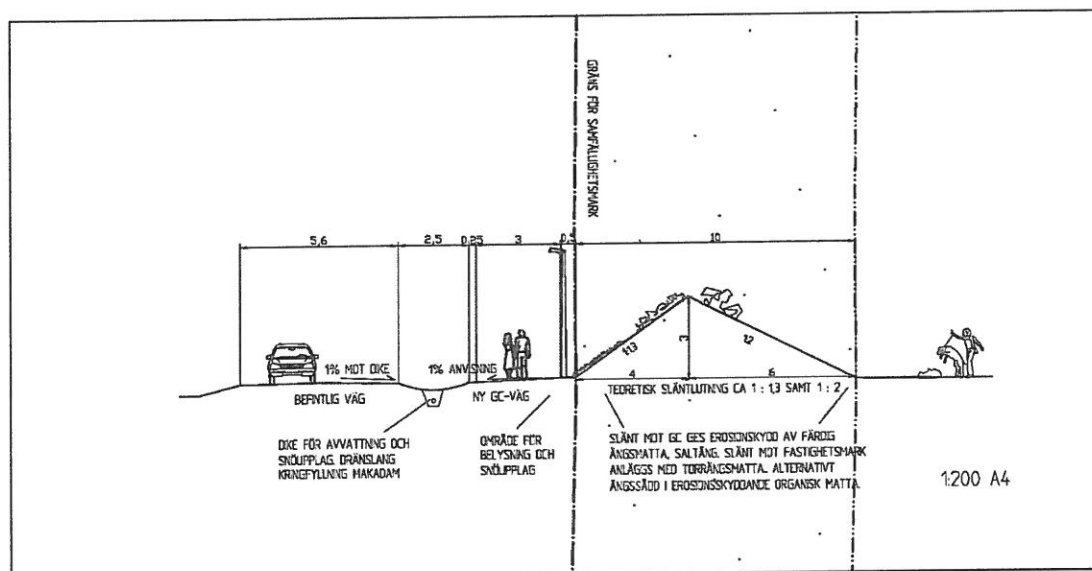 GRÄNS FÖR SAMFÄLLIGHETSMARK
5,6
2,5
0,25
3
0,5
10
1:1,3
3
1:2
1% MOT DIKE
1% ANVISNING
4
6
BEFINTLIG VÄG
NY GC-VÄG
TEORETISK SLÄNTLUTNING CA 1 : 1,3 SAMT 1 : 2
DIKE FÖR AVVATTNING OCH
SNÖUPPLAG. DRÄNSLANG
KRINGFYLLNING MAKADAM
OMRÅDE FÖR
BELYSNING OCH
SNÖUPPLAG
SLÄNT MOT GC GES EROSIONSKYDD AV FÄRDIG
ÄNGSMATTA, SALTÄNG. SLÄNT MOT FASTIGHETSMARK
ANLÄGGS MED TORRÄNGSMATTA. ALTERNATIVT
ÄNGSSÅDD I EROSIONSSKYDDANDE ORGANISK MATTA.
1:200 A4